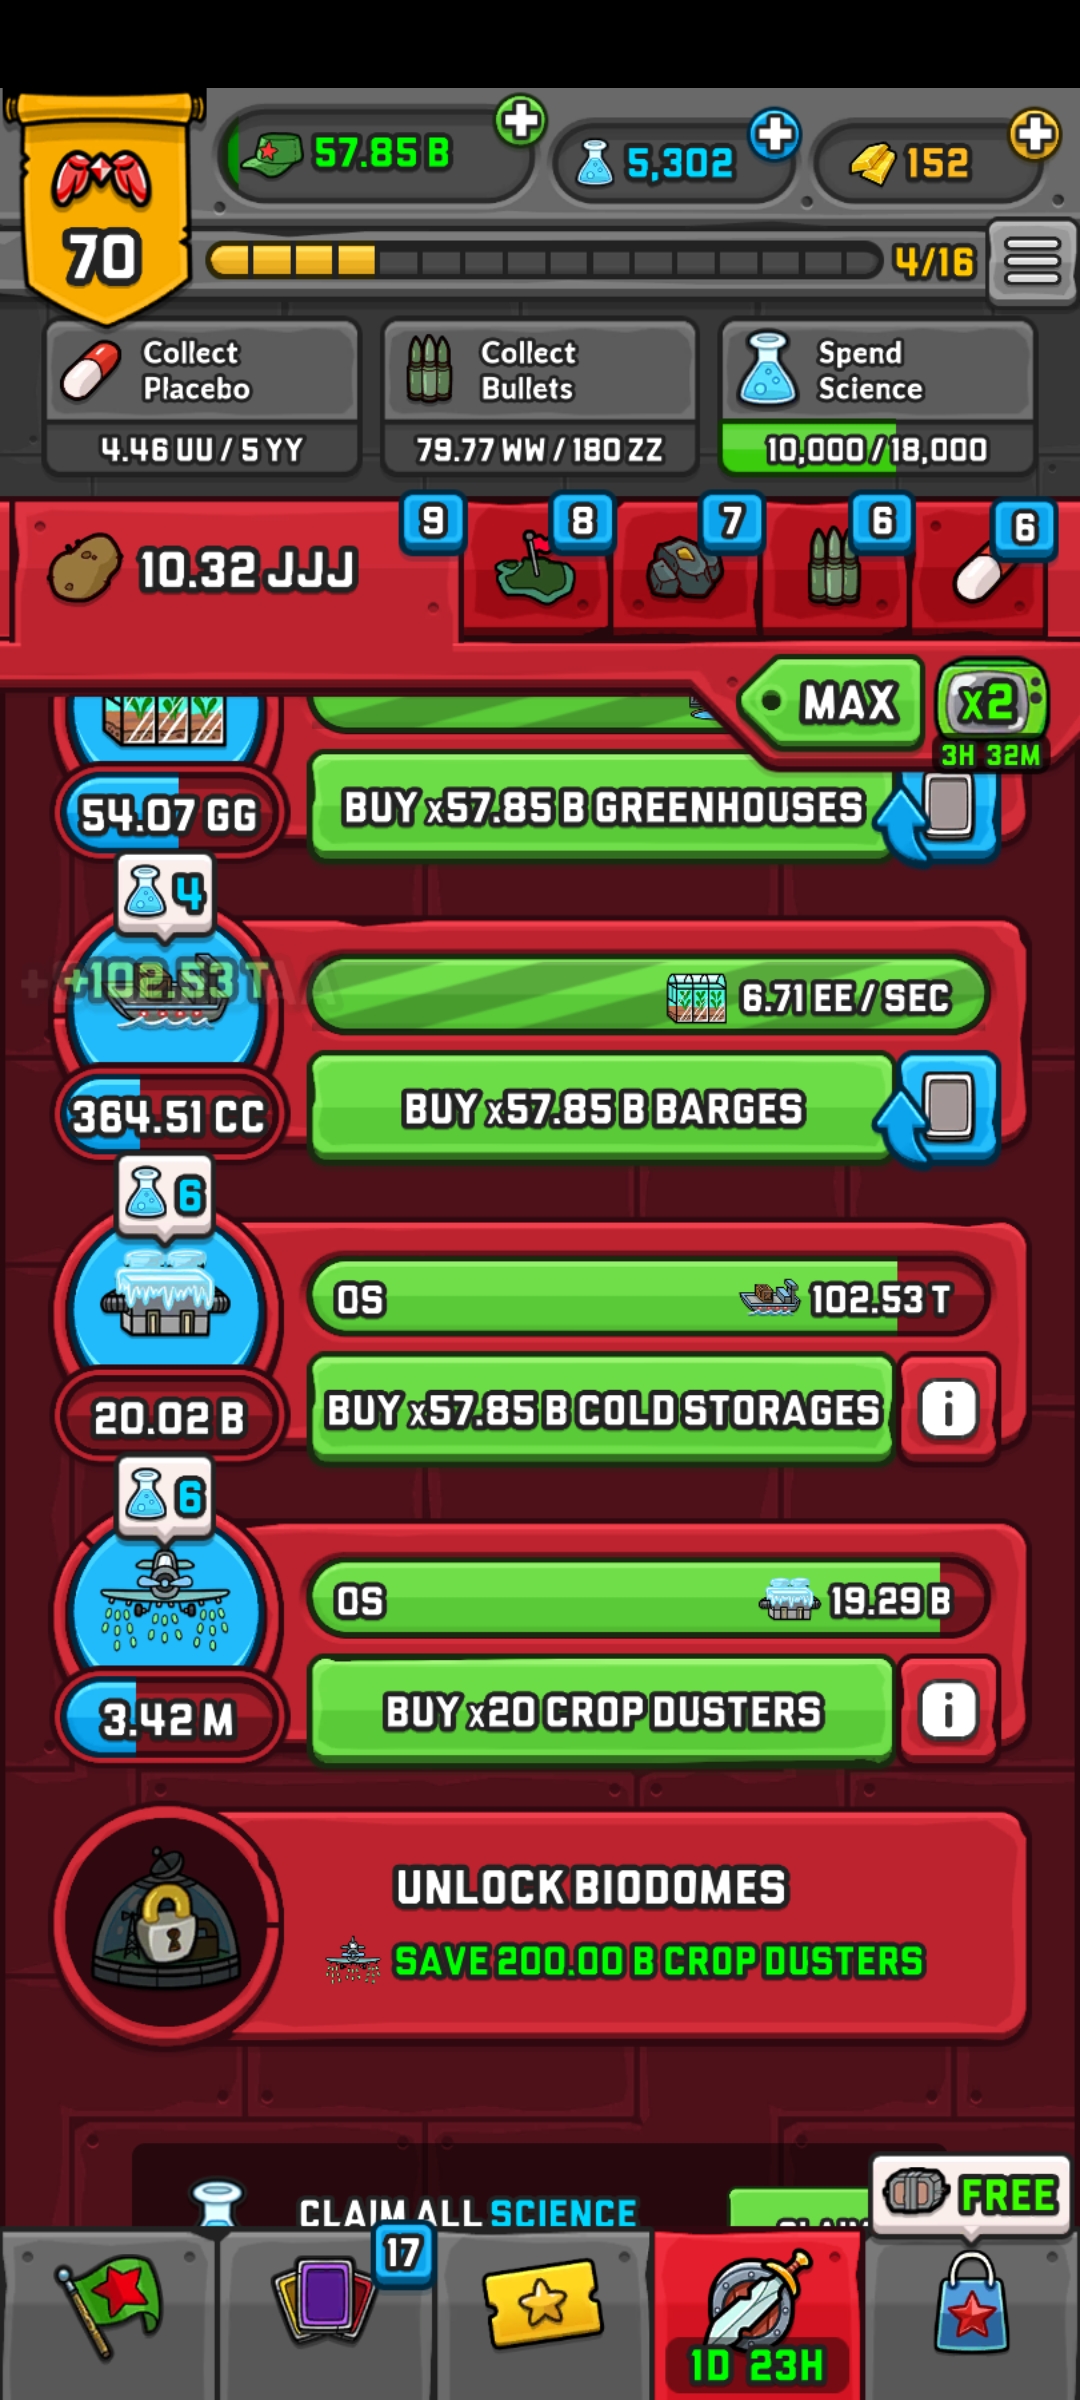 57.85 B
5,302
152
70
4/16
Collect
Placebo
4.46 UU / 5 YY
Collect
Bullets
79.77 WW / 180 ZZ
Spend
Science
10,000 / 18,000
10.32 JJJ
9
8
7
6
6
MAX
x2
3H 32M
54.07 GG
BUY x57.85 B GREENHOUSES
4
+102.53 T
6.71 EE / SEC
364.51 CC
BUY x57.85 B BARGES
6
0S
102.53 T
20.02 B
BUY x57.85 B COLD STORAGES
i
6
0S
19.29 B
3.42 M
BUY x20 CROP DUSTERS
i
UNLOCK BIODOMES
SAVE 200.00 B CROP DUSTERS
CLAIM ALL SCIENCE
FREE
17
1D 23H